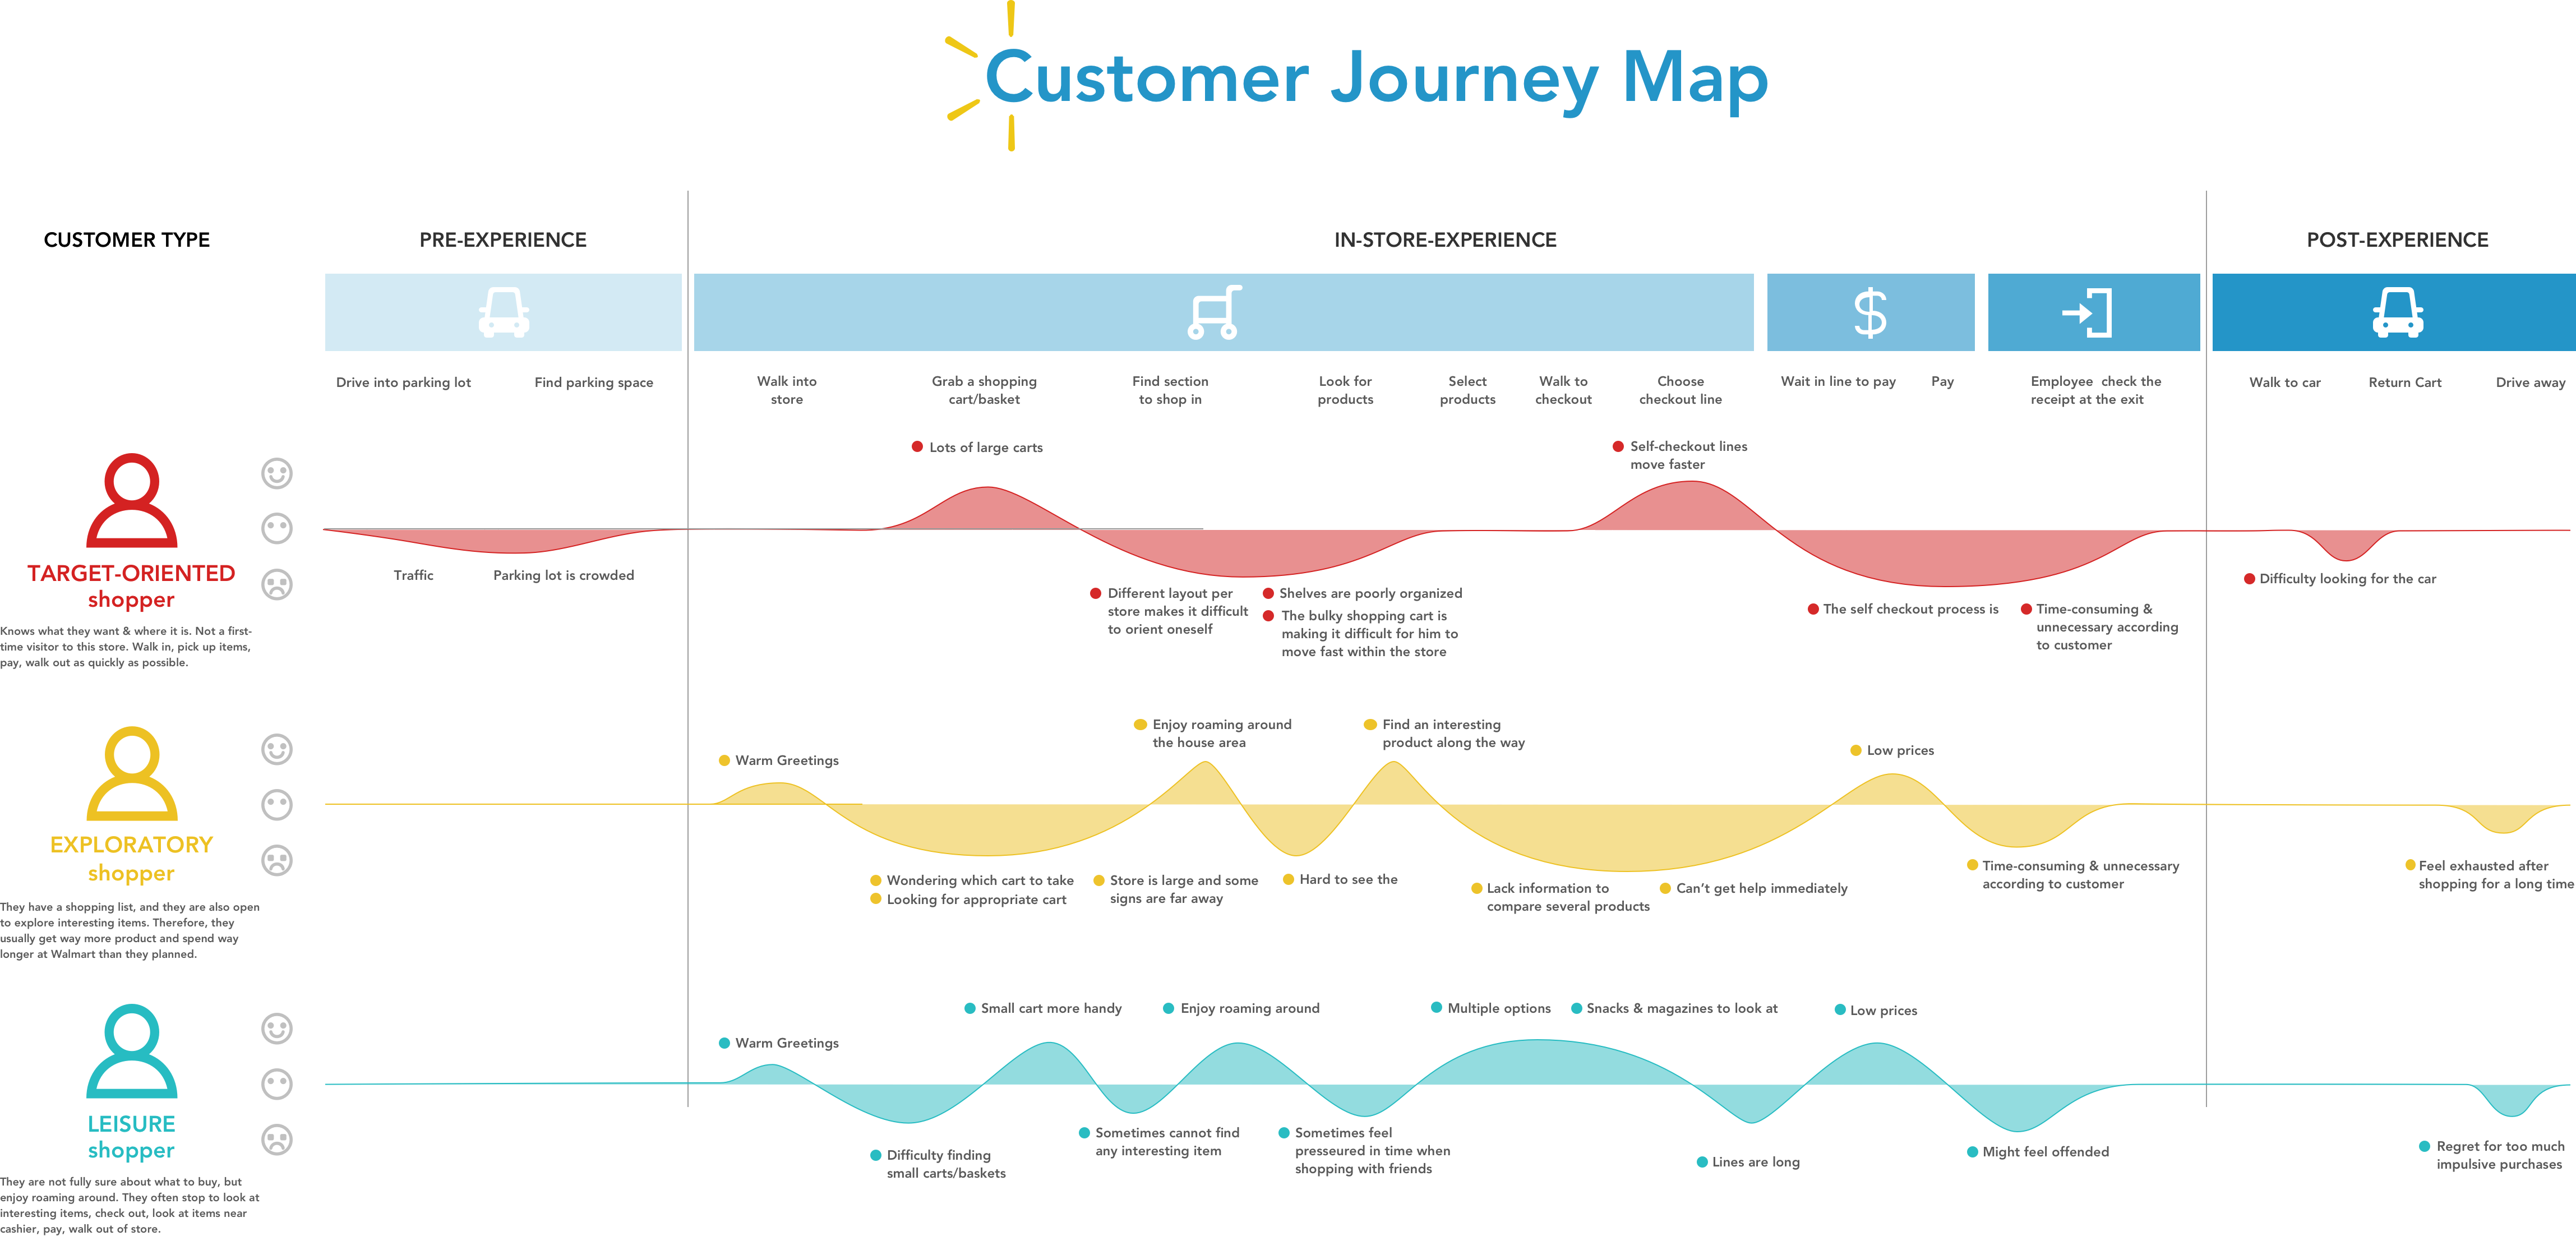 Customer Journey Map
CUSTOMER TYPE
PRE-EXPERIENCE
IN-STORE-EXPERIENCE
POST-EXPERIENCE
$
Drive into parking lot
Find parking space
Walk into
store
Grab a shopping
cart/basket
Find section
to shop in
Look for
products
Select
products
Walk to
checkout
Choose
checkout line
Wait in line to pay
Pay
Employee check the
receipt at the exit
Walk to car
Return Cart
Drive away
TARGET-ORIENTED
shopper
Knows what they want & where it is. Not a first-
time visitor to this store. Walk in, pick up items,
pay, walk out as quickly as possible.
Traffic
Parking lot is crowded
Lots of large carts
Different layout per
store makes it difficult
to orient oneself
Shelves are poorly organized
The bulky shopping cart is
making it difficult for him to
move fast within the store
Self-checkout lines
move faster
The self checkout process is
Time-consuming &
unnecessary according
to customer
Difficulty looking for the car
EXPLORATORY
shopper
They have a shopping list, and they are also open
to explore interesting items. Therefore, they
usually get way more product and spend way
longer at Walmart than they planned.
Warm Greetings
Wondering which cart to take
Looking for appropriate cart
Store is large and some
signs are far away
Enjoy roaming around
the house area
Hard to see the
Find an interesting
product along the way
Lack information to
compare several products
Can’t get help immediately
Low prices
Time-consuming & unnecessary
according to customer
Feel exhausted after
shopping for a long time
LEISURE
shopper
They are not fully sure about what to buy, but
enjoy roaming around. They often stop to look at
interesting items, check out, look at items near
cashier, pay, walk out of store.
Warm Greetings
Difficulty finding
small carts/baskets
Small cart more handy
Sometimes cannot find
any interesting item
Enjoy roaming around
Sometimes feel
presseured in time when
shopping with friends
Multiple options
Snacks & magazines to look at
Lines are long
Low prices
Might feel offended
Regret for too much
impulsive purchases